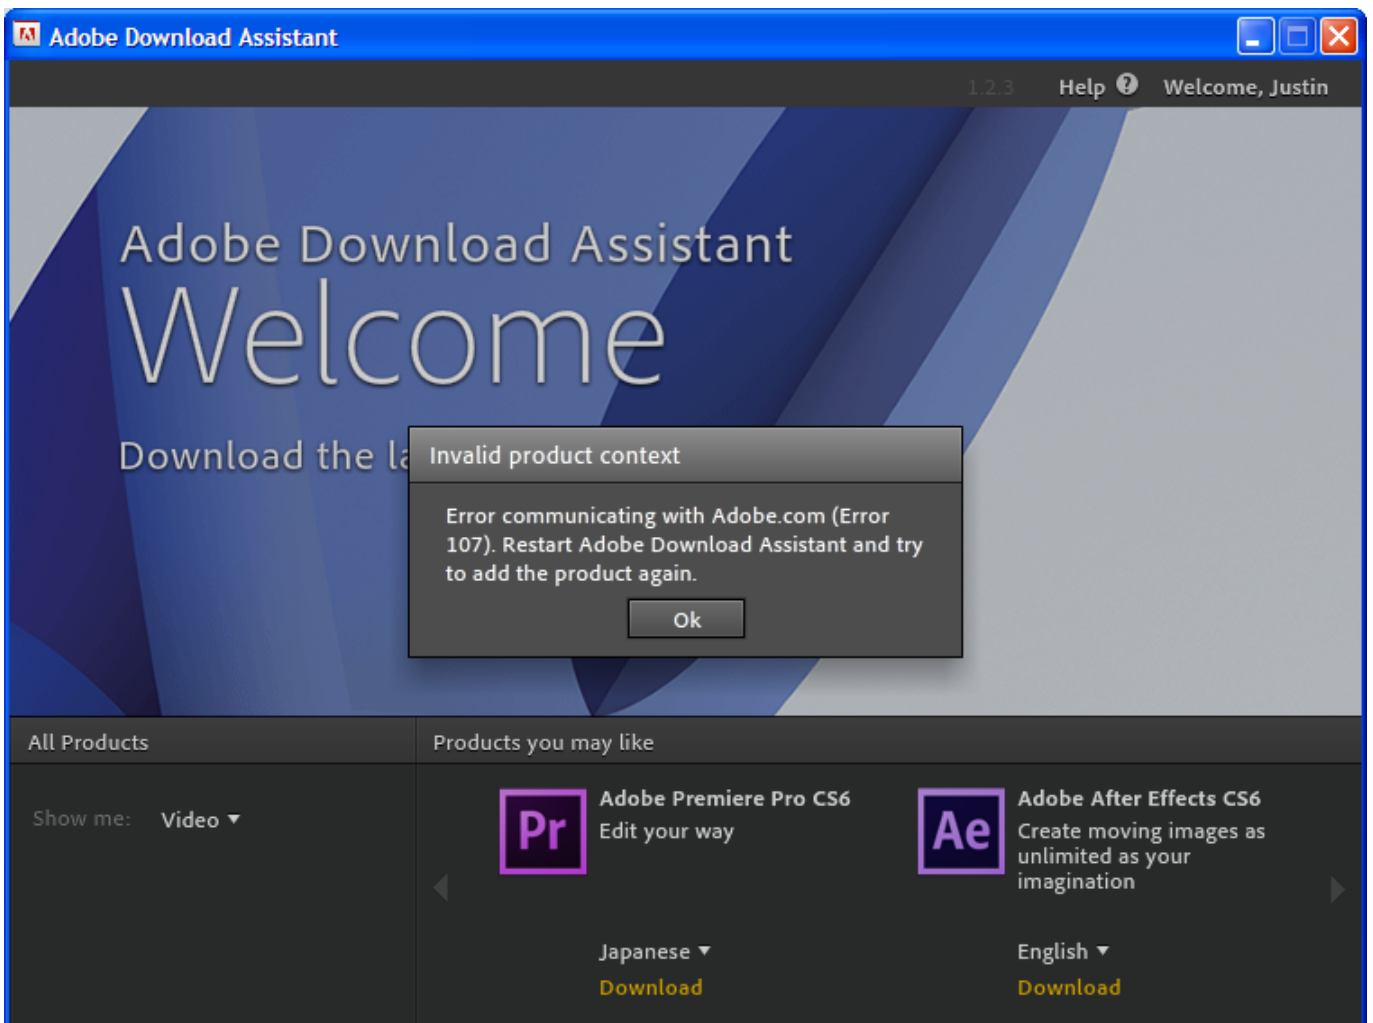 Adobe Download Assistant
1.2.3 Help ? Welcome, Justin
Adobe Download Assistant
Welcome
Download the la
Invalid product context
Error communicating with Adobe.com (Error
107). Restart Adobe Download Assistant and try
to add the product again.
Ok
All Products
Products you may like
Show me: Video
Pr
Adobe Premiere Pro CS6
Edit your way
Japanese
Download
Ae
Adobe After Effects CS6
Create moving images as
unlimited as your
imagination
English
Download